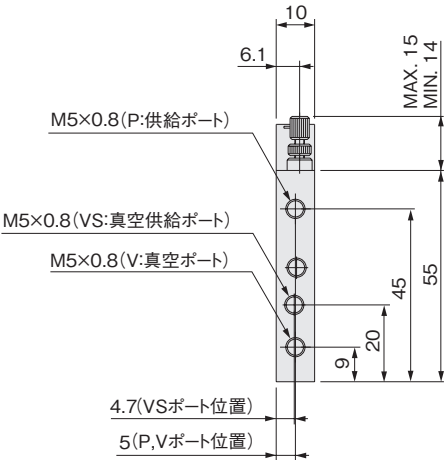 10
6.1
MAX. 15
MIN. 14
M5×0.8(P:供給ポート)
M5×0.8(VS:真空供給ポート)
M5×0.8(V:真空ポート)
45
55
20
9
4.7(VSポート位置)
5(P,Vポート位置)